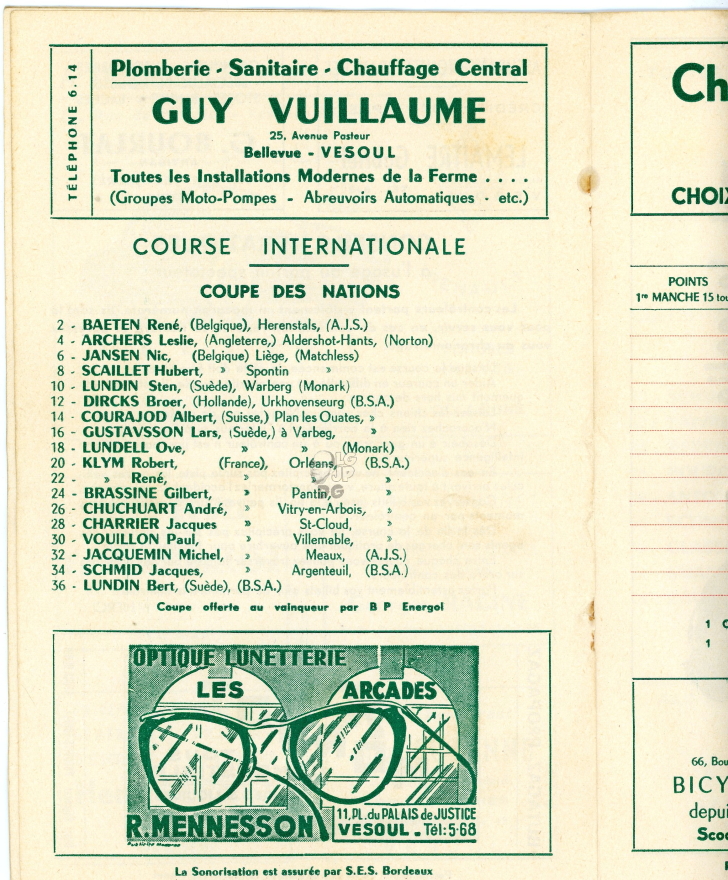 TÉLÉPHONE 6.14
Plomberie - Sanitaire - Chauffage Central
GUY VUILLAUME
25, Avenue Pasteur
Bellevue - VESOUL
Toutes les Installations Modernes de la Ferme . . . .
(Groupes Moto-Pompes - Abreuvoirs Automatiques - etc.)
COURSE INTERNATIONALE
COUPE DES NATIONS
2 - BAETEN René, (Belgique), Herenstals, (A.J.S.)
4 - ARCHERS Leslie, (Angleterre,) Aldershot-Hants, (Norton)
6 - JANSEN Nic, (Belgique) Liège, (Matchless)
8 - SCAILLET Hubert, » Spontin »
10 - LUNDIN Sten, (Suède), Warberg (Monark)
12 - DIRCKS Broer, (Hollande), Urkhovenseurg (B.S.A.)
14 - COURAJOD Albert, (Suisse,) Plan les Ouates, »
16 - GUSTAVSSON Lars, (Suède,) à Varbeg, »
18 - LUNDELL Ove, » » (Monark)
20 - KLYM Robert, (France), Orléans, (B.S.A.)
22 - » René, » » »
24 - BRASSINE Gilbert, » Pantin, »
26 - CHUCHUART André, » Vitry-en-Arbois, »
28 - CHARRIER Jacques » St-Cloud, »
30 - VOUILLON Paul, » Villemable, »
32 - JACQUEMIN Michel, » Meaux, (A.J.S.)
34 - SCHMID Jacques, » Argenteuil, (B.S.A.)
36 - LUNDIN Bert, (Suède), (B.S.A.)
Coupe offerte au vainqueur par B P Energol
OPTIQUE LUNETTERIE
LES ARCADES
R. MENNESSON
11, PL. du PALAIS de JUSTICE
VESOUL . Tél: 5-68
La Sonorisation est assurée par S.E.S. Bordeaux
Ch
CHOIX
POINTS
1re MANCHE 15 tou
1 C
1
66, Bou
BICY
depui
Scoo